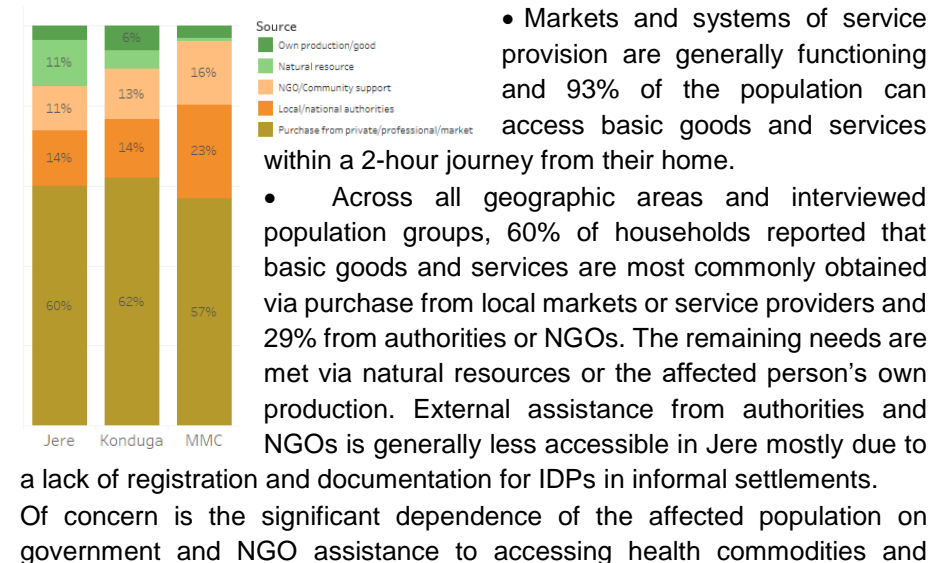 Source
Own production/good
Natural resource
NGO/Community support
Local/national authorities
Purchase from private/professional/market
6%
11%
16%
11%
13%
14%
14%
23%
60%
62%
57%
Jere Konduga MMC
• Markets and systems of service
provision are generally functioning
and 93% of the population can
access basic goods and services
within a 2-hour journey from their home.
• Across all geographic areas and interviewed
population groups, 60% of households reported that
basic goods and services are most commonly obtained
via purchase from local markets or service providers and
29% from authorities or NGOs. The remaining needs are
met via natural resources or the affected person's own
production. External assistance from authorities and
NGOs is generally less accessible in Jere mostly due to
a lack of registration and documentation for IDPs in informal settlements.
Of concern is the significant dependence of the affected population on
government and NGO assistance to accessing health commodities and